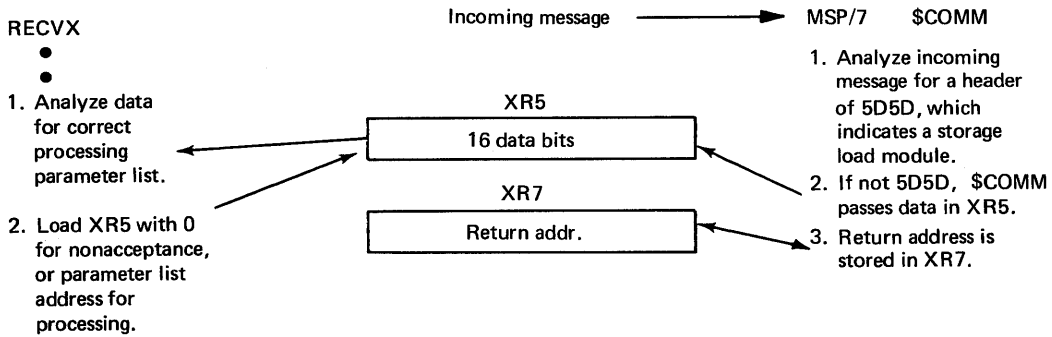 Incoming message
MSP/7 $COMM
RECVX
1. Analyze data
for correct
processing
parameter list.
2. Load XR5 with 0
for nonacceptance,
or parameter list
address for
processing.
XR5
16 data bits
XR7
Return addr.
1. Analyze incoming
message for a header
of 5D5D, which
indicates a storage
load module.
2. If not 5D5D, $COMM
passes data in XR5.
3. Return address is
stored in XR7.